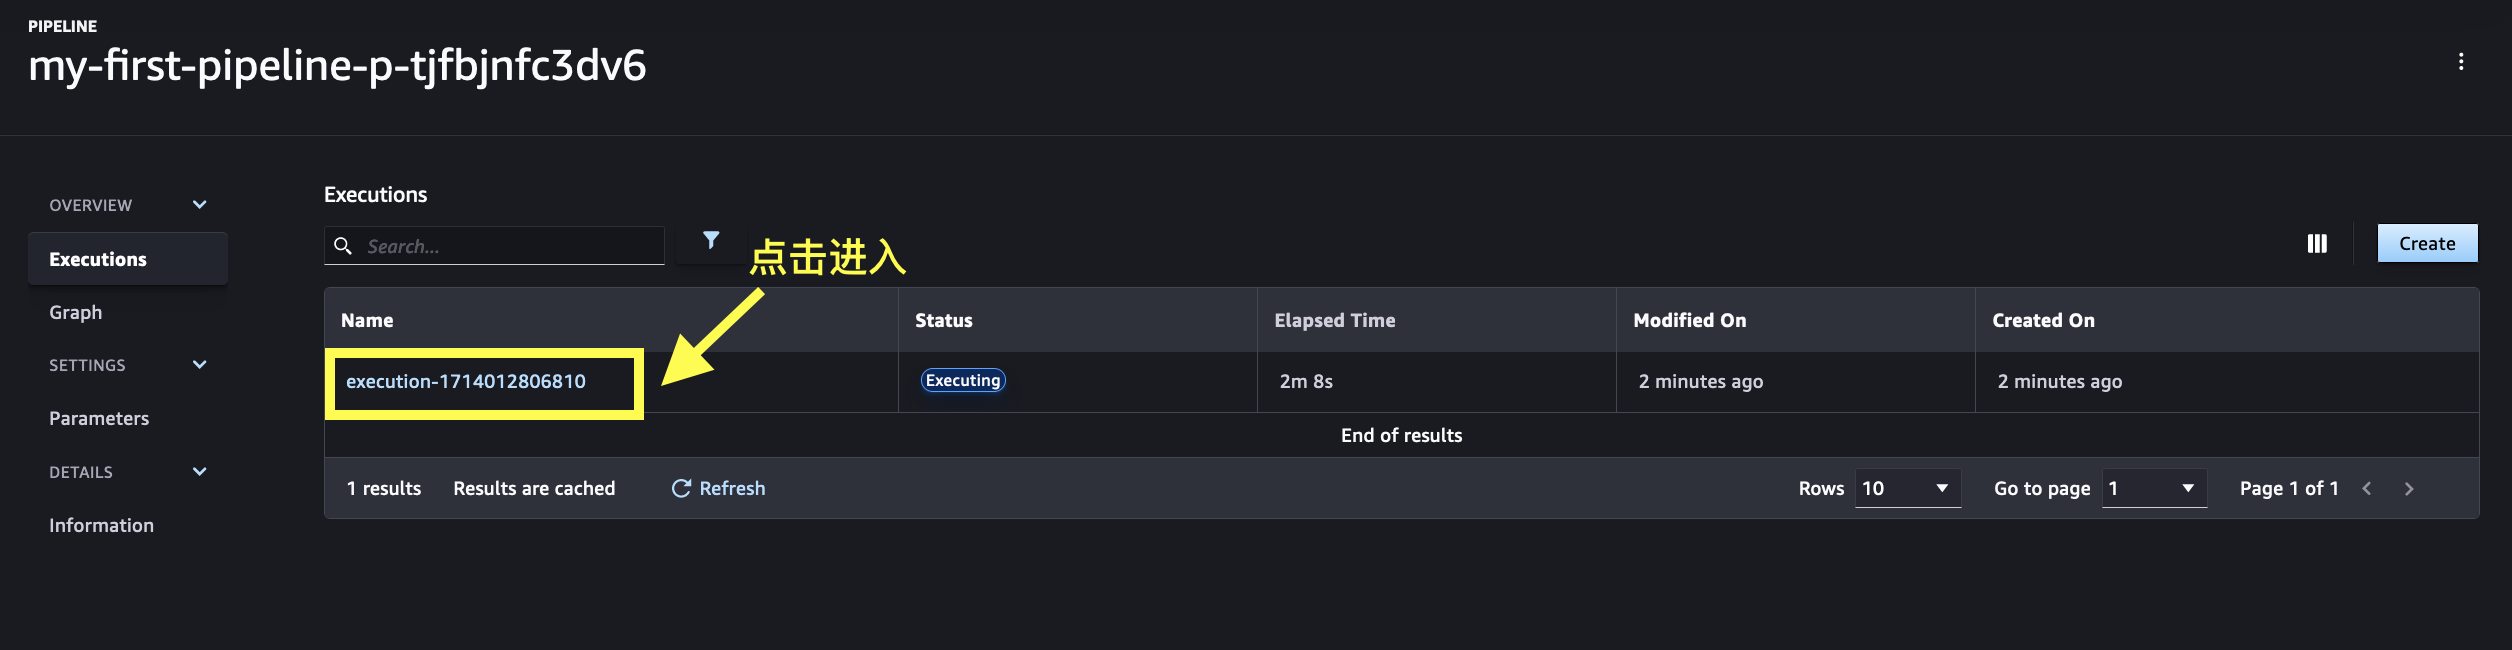 PIPELINE
my-first-pipeline-p-tjfbjnfc3dv6
OVERVIEW
Executions
Graph
SETTINGS
Parameters
DETAILS
Information
Executions
Search...
点击进入
Create
Name Status Elapsed Time Modified On Created On
execution-1714012806810 Executing 2m 8s 2 minutes ago 2 minutes ago
End of results
1 results Results are cached Refresh Rows 10 Go to page 1 Page 1 of 1